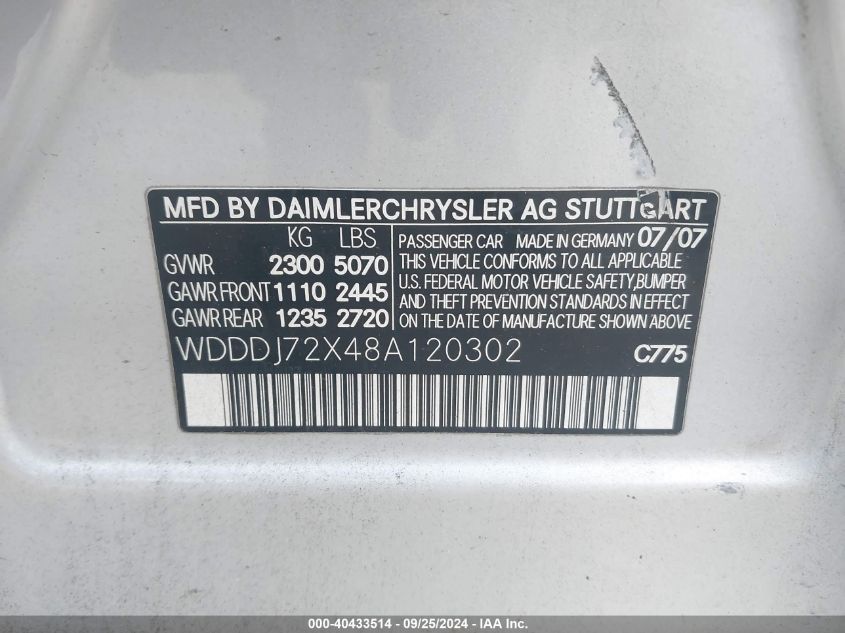 MFD BY DAIMLERCHRYSLER AG STUTTGART
KG LBS
GVWR 2300 5070
GAWR FRONT 1110 2445
GAWR REAR 1235 2720
PASSENGER CAR MADE IN GERMANY 07/07
THIS VEHICLE CONFORMS TO ALL APPLICABLE
U.S. FEDERAL MOTOR VEHICLE SAFETY,BUMPER
AND THEFT PREVENTION STANDARDS IN EFFECT
ON THE DATE OF MANUFACTURE SHOWN ABOVE
WDDDJ72X48A120302 C775
000-40433514 - 09/25/2024 - IAA Inc.